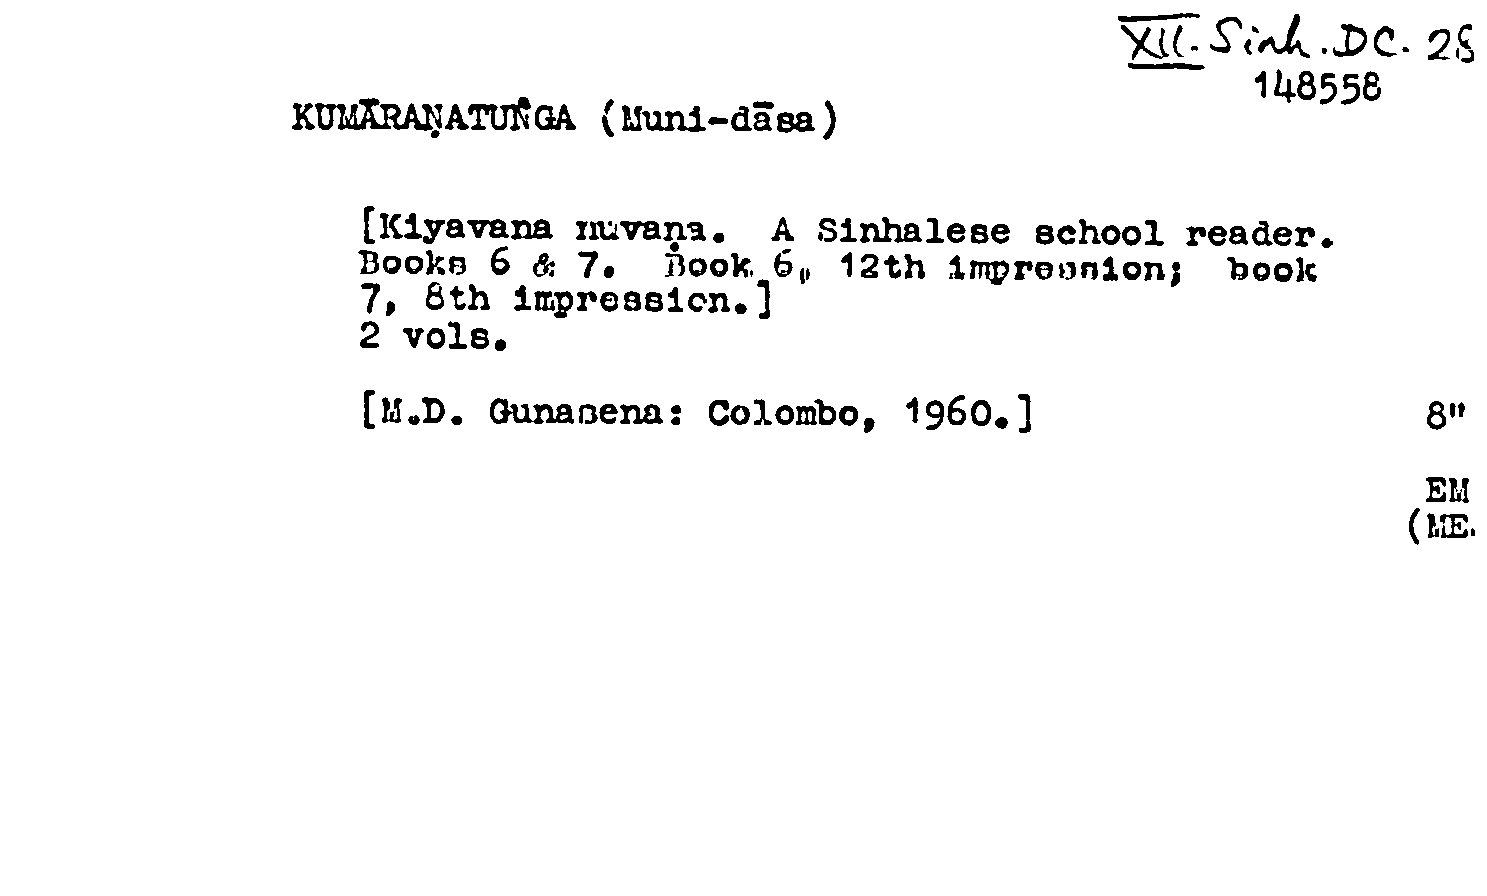 XII. Sinh. DC. 28
148558
KUMĀRAṆATUṄGA (Muni-dāsa)
[Kiyavana nuvaṇa. A Sinhalese school reader.
Books 6 & 7. Book 6, 12th impression; book
7, 8th impression.]
2 vols.
[M.D. Gunasena: Colombo, 1960.] 8"
EM
(ME.